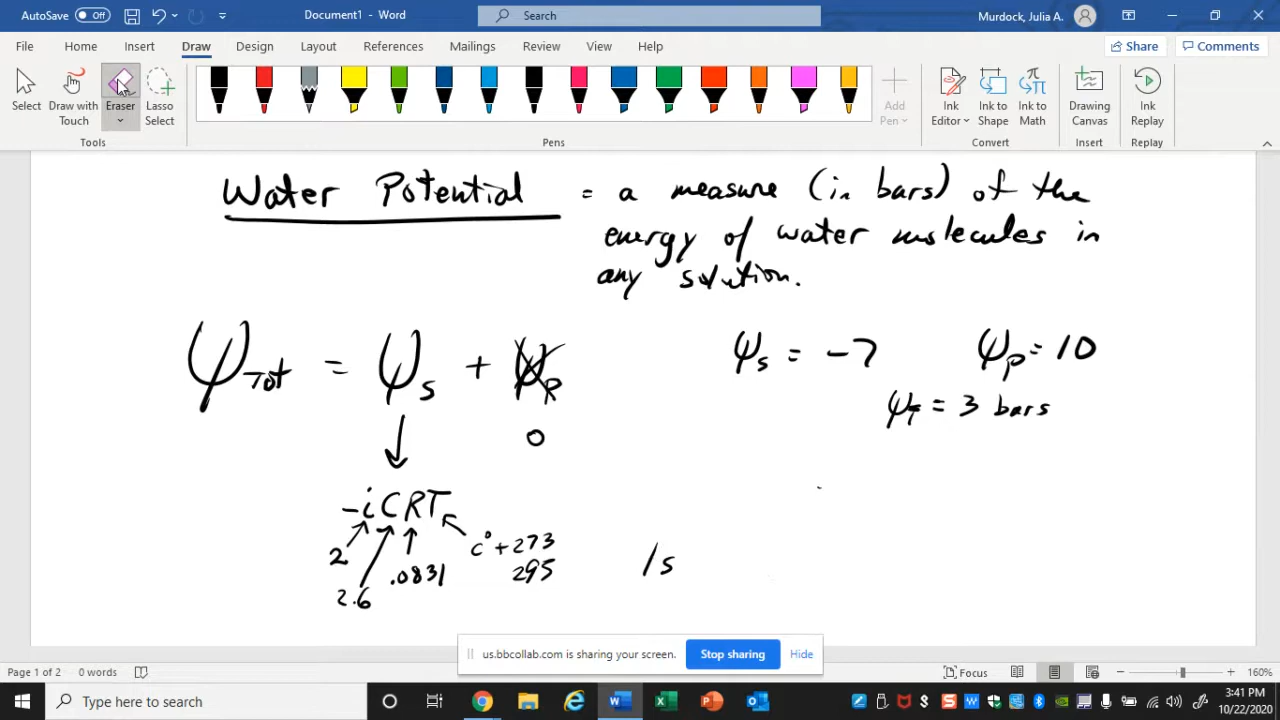 AutoSave Off Document1 - Word Search Murdock, Julia A.
File Home Insert Draw Design Layout References Mailings Review View Help Share Comments
Select Draw with Touch Eraser Lasso Select Add Pen Ink Editor Ink to Shape Ink to Math Drawing Canvas Ink Replay
Tools Pens Convert Insert Replay
Water Potential = a measure (in bars) of the
energy of water molecules in
any solution.
ψTot = ψs + ψp
ψs = -7 ψp = 10
ψT = 3 bars
0
-iCRT
2 2.6 .0831 C° + 273
295
1s
us.bbcollab.com is sharing your screen. Stop sharing Hide
Page 1 of 2 0 words Focus 160%
Type here to search 3:41 PM
10/22/2020